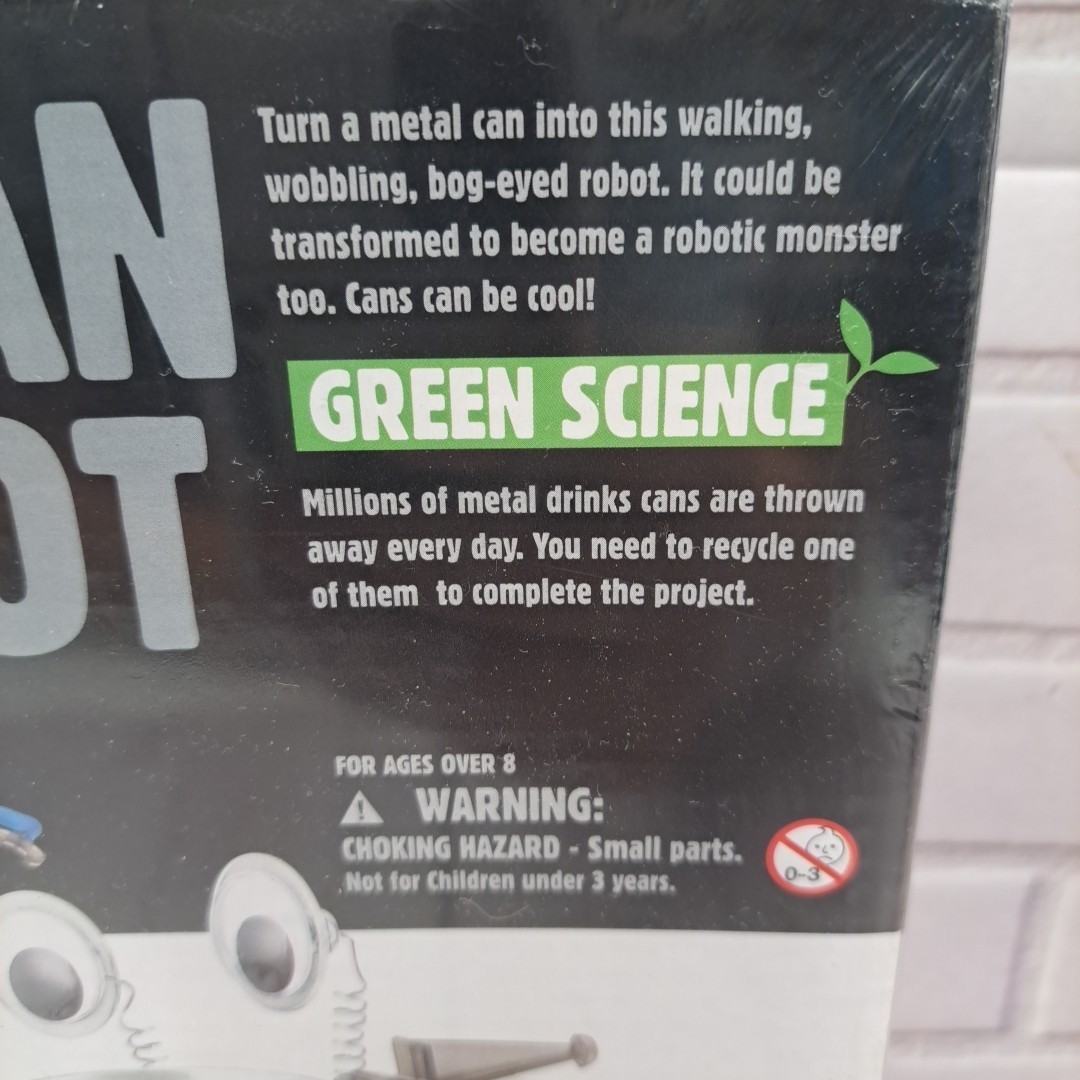 AN
OT
Turn a metal can into this walking,
wobbling, bog-eyed robot. It could be
transformed to become a robotic monster
too. Cans can be cool!
GREEN SCIENCE
Millions of metal drinks cans are thrown
away every day. You need to recycle one
of them to complete the project.
FOR AGES OVER 8
WARNING:
CHOKING HAZARD - Small parts.
Not for Children under 3 years.
0-3